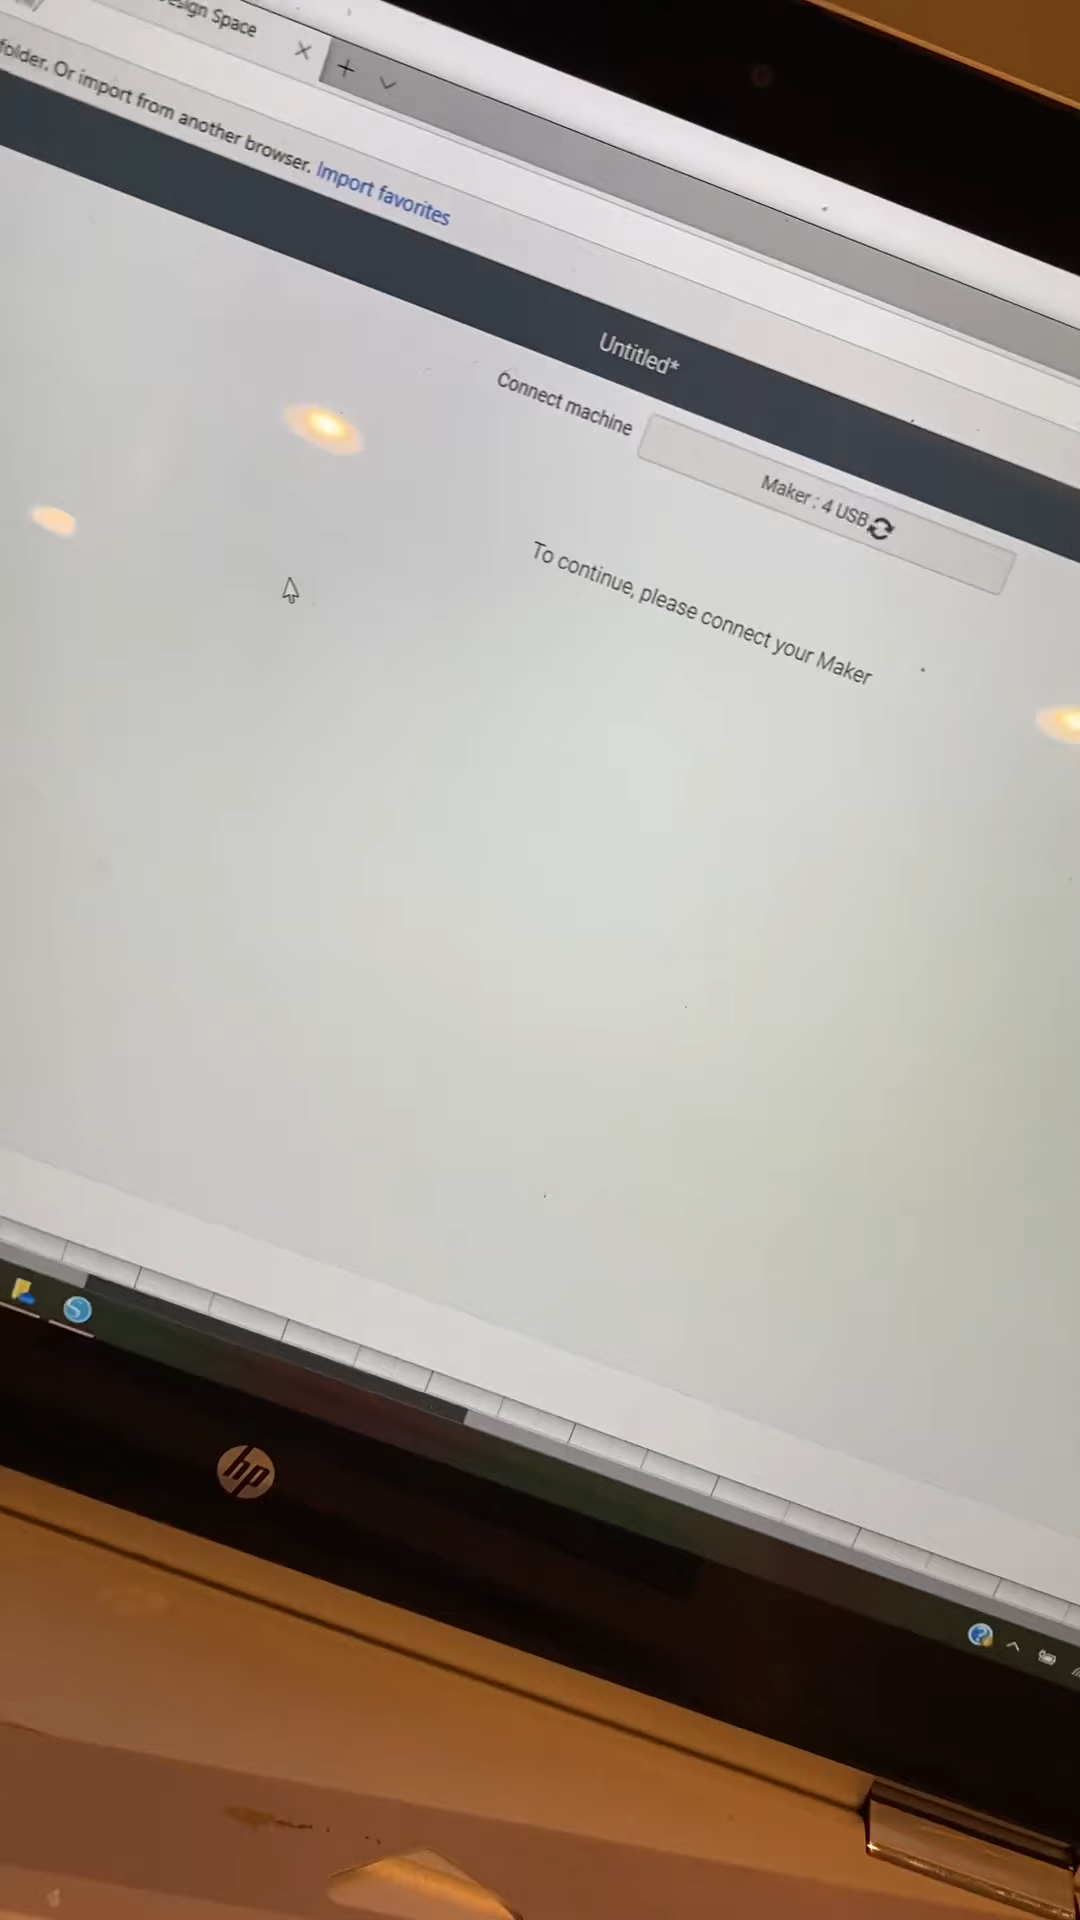 Design Space
folder. Or import from another browser. Import favorites
Untitled*
Connect machine
Maker : 4 USB
To continue, please connect your Maker
hp